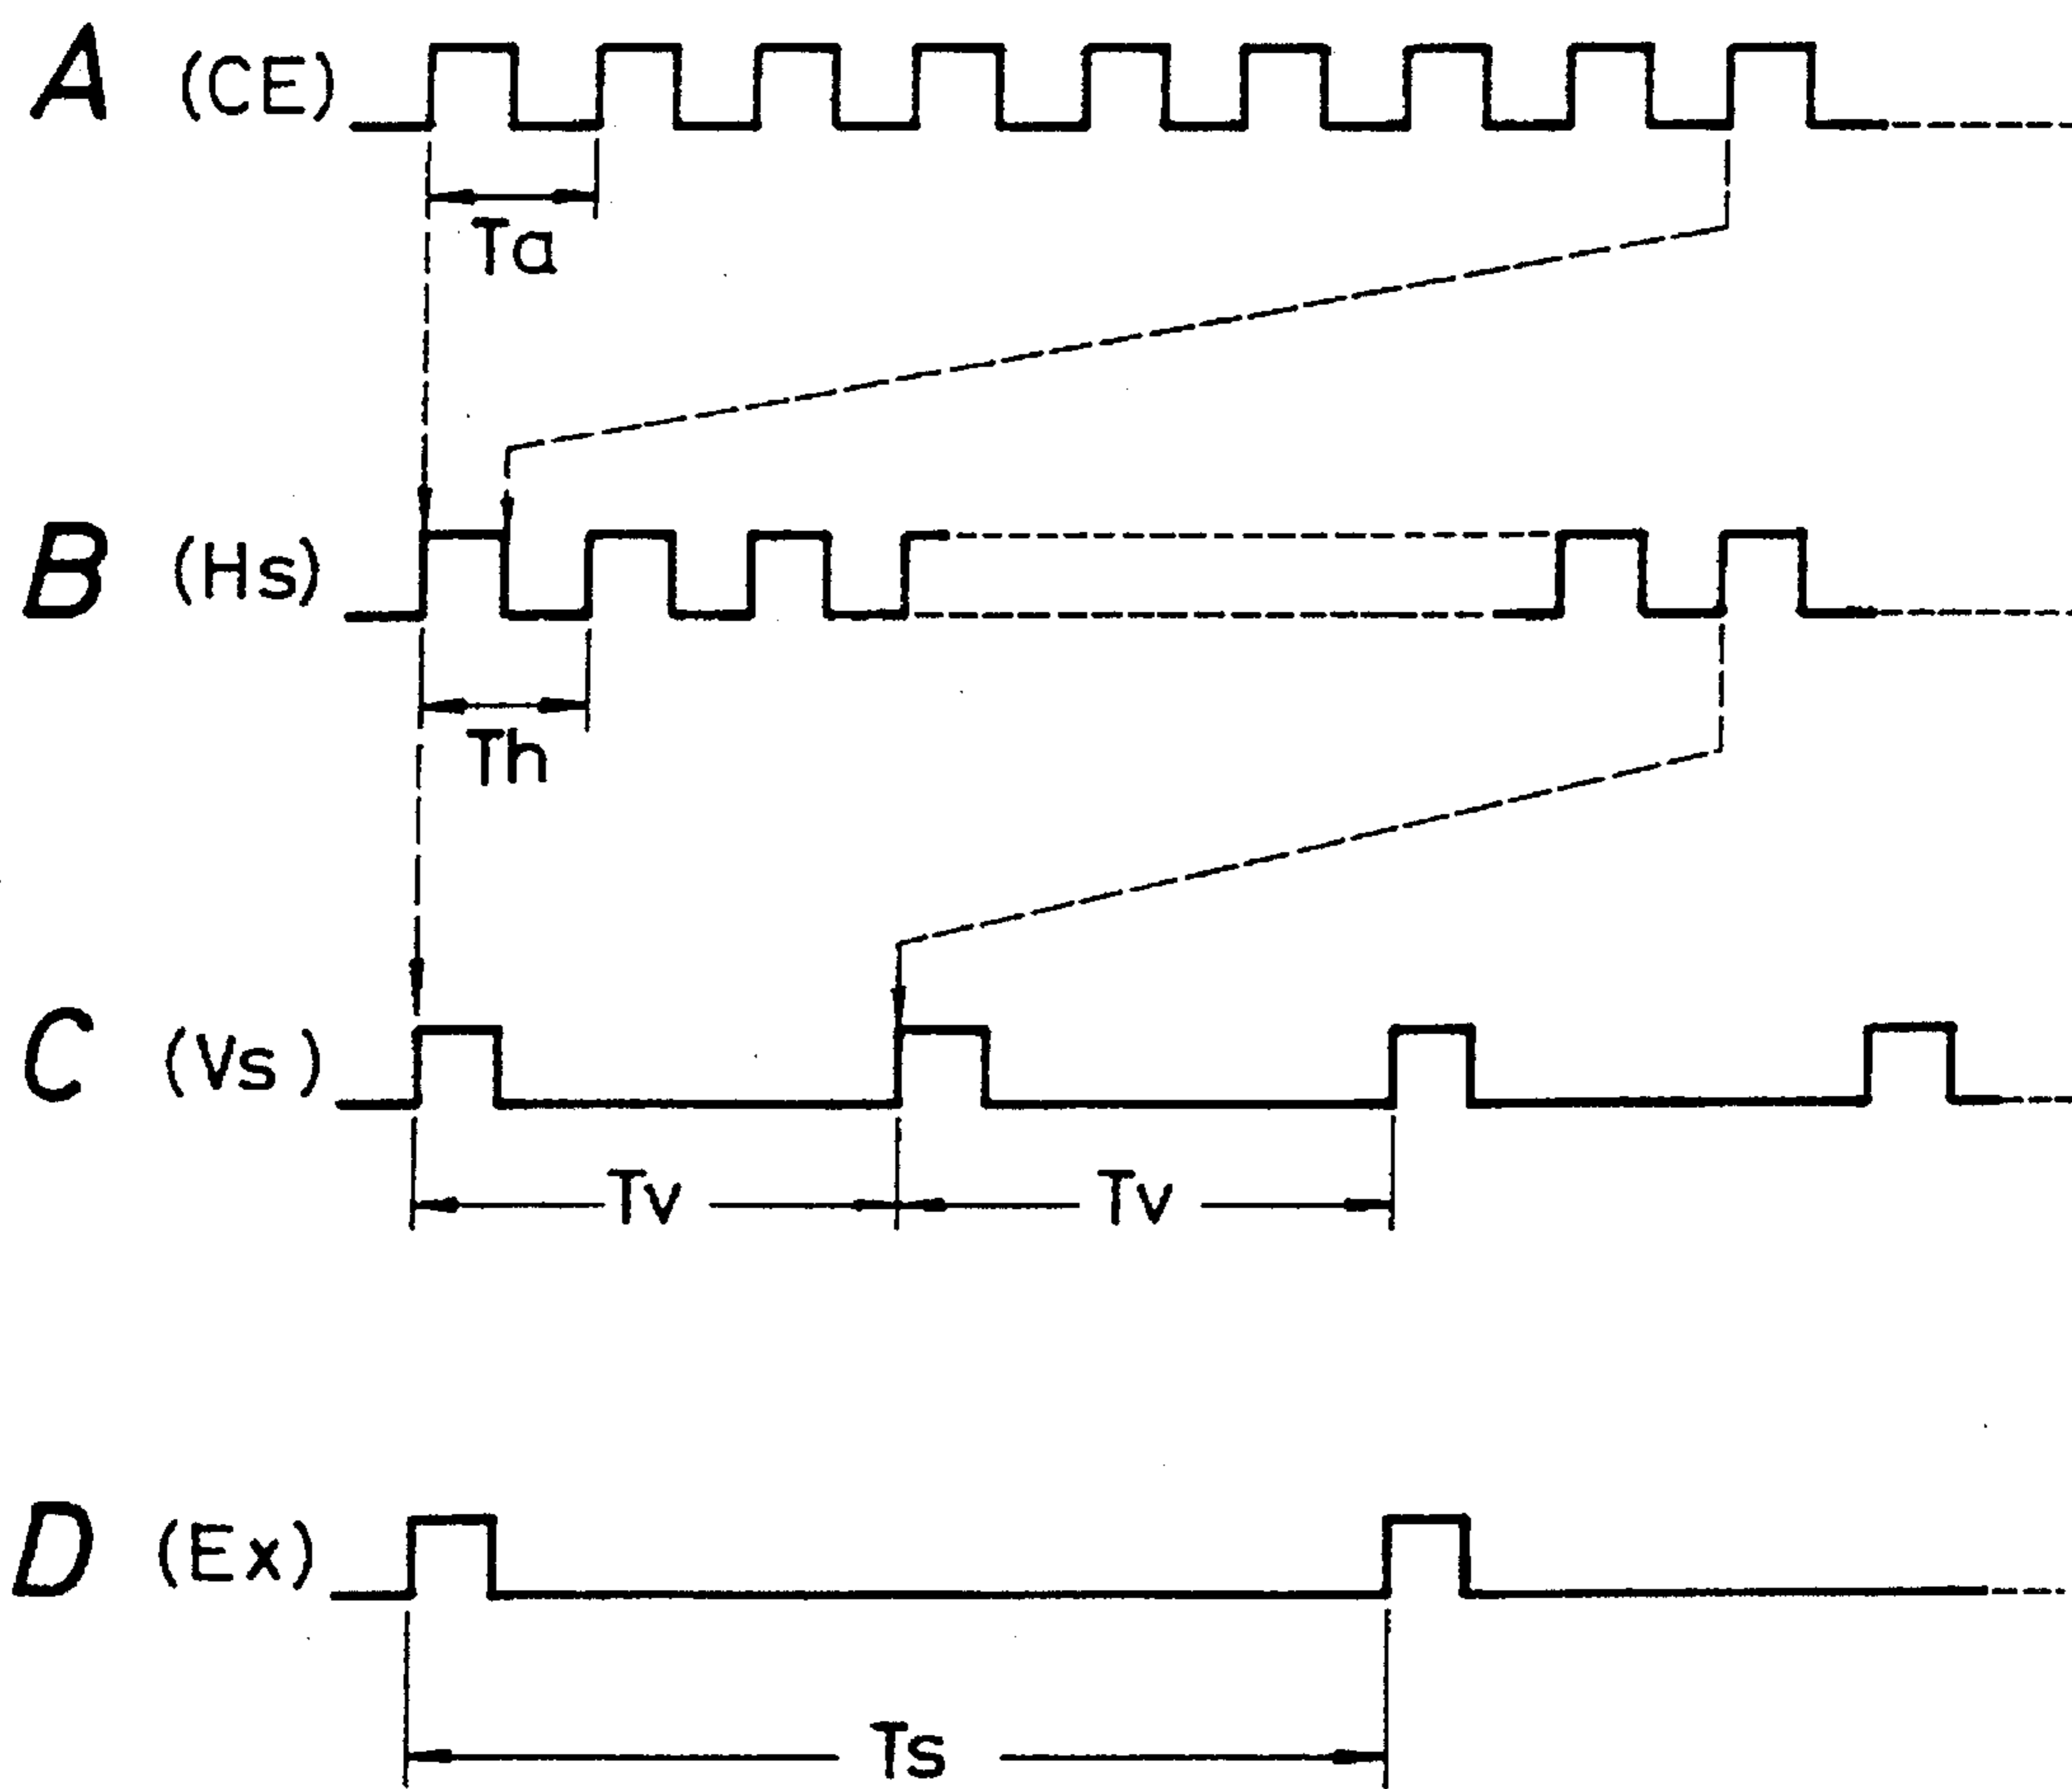 A (CE)
Ta
B (Hs)
Th
C (Vs)
Tv Tv
D (Ex)
Ts